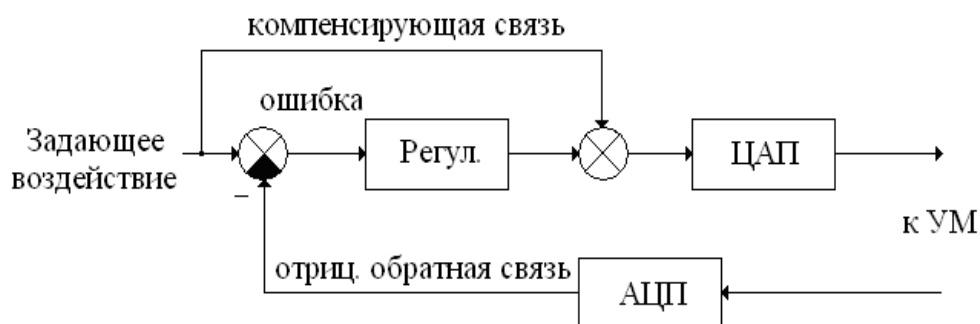 компенсирующая связь
ошибка
Задающее
воздействие
Регул.
ЦАП
–
к УМ
отриц. обратная связь
АЦП